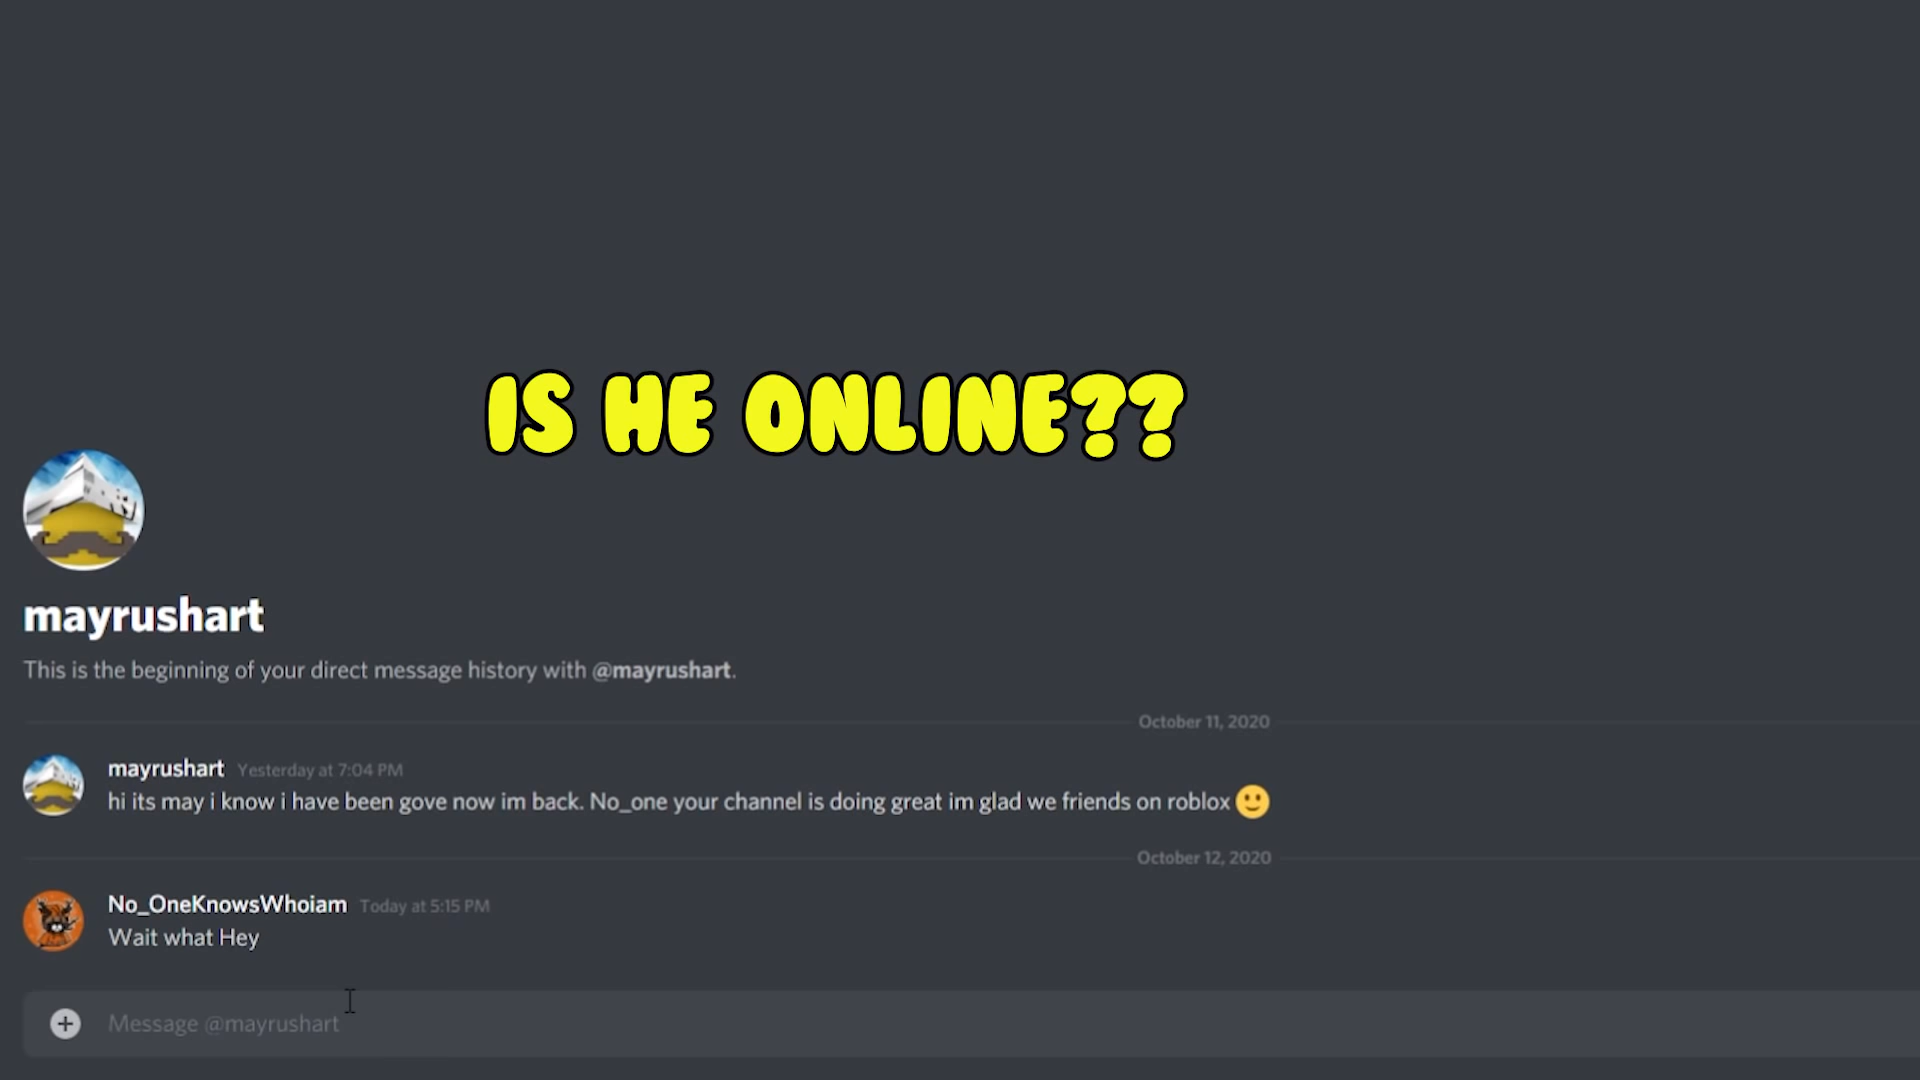 IS HE ONLINE??
mayrushart
This is the beginning of your direct message history with @mayrushart.
October 11, 2020
mayrushart Yesterday at 7:04 PM
hi its may i know i have been gove now im back. No_one your channel is doing great im glad we friends on roblox 🙂
October 12, 2020
No_OneKnowsWhoiam Today at 5:15 PM
Wait what Hey
Message @mayrushart